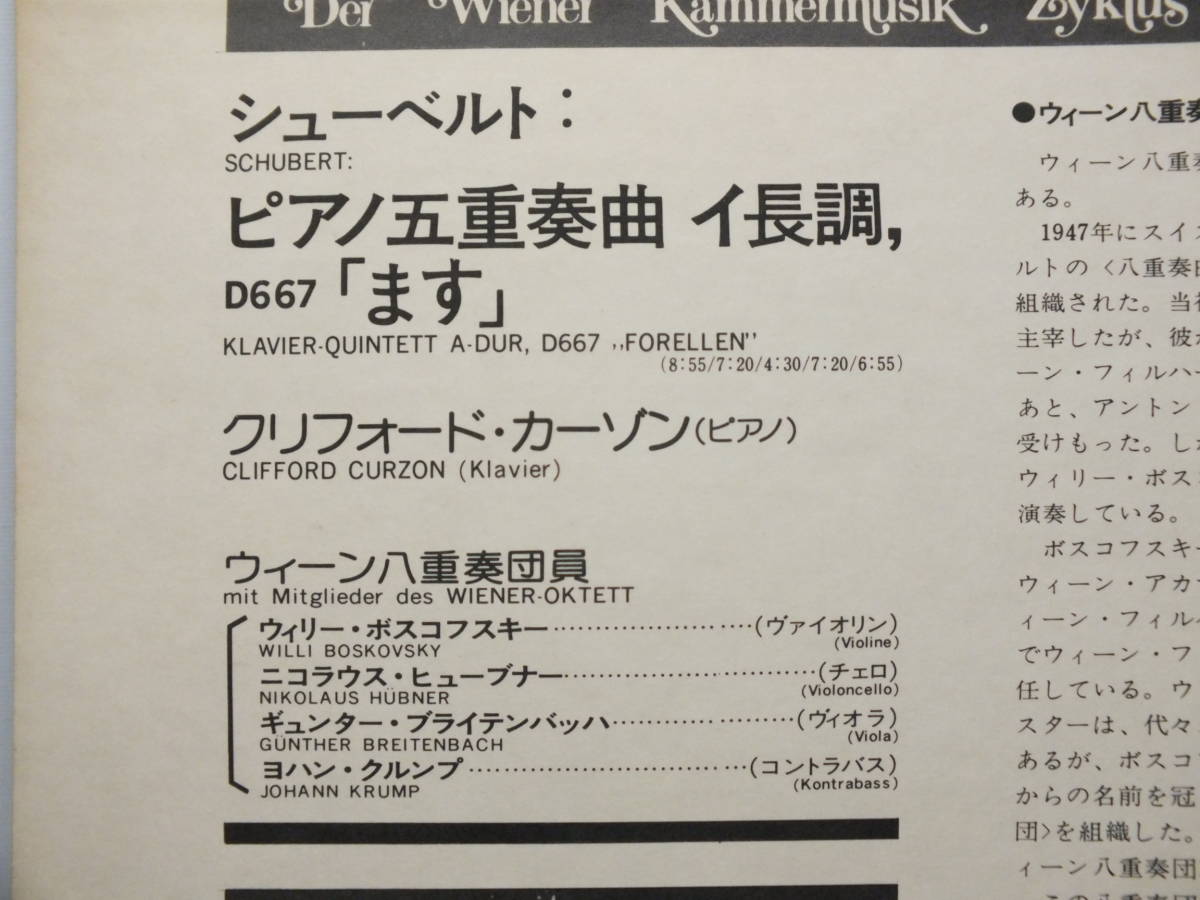 Der Wiener Kammermusik Zyklus
シューベルト：
SCHUBERT:
ピアノ五重奏曲 イ長調,
D667「ます」
KLAVIER-QUINTETT A-DUR, D667 ,,FORELLEN''
(8:55/7:20/4:30/7:20/6:55)
クリフォード・カーゾン(ピアノ)
CLIFFORD CURZON (Klavier)
ウィーン八重奏団員
mit Mitglieder des WIENER-OKTETT
ウィリー・ボスコフスキー……………………(ヴァイオリン)
WILLI BOSKOVSKY (Violine)
ニコラウス・ヒューブナー……………………(チェロ)
NIKOLAUS HÜBNER (Violoncello)
ギュンター・ブライテンバッハ………………(ヴィオラ)
GÜNTHER BREITENBACH (Viola)
ヨハン・クルンプ………………………………(コントラバス)
JOHANN KRUMP (Kontrabass)
●ウィーン八重奏
ウィーン八重奏
ある。
1947年にスイス
ルトの〈八重奏曲
組織された。当初
主宰したが、彼が
ーン・フィルハー
あと、アントン
受けもった。しか
ウィリー・ボス
演奏している。
ボスコフスキー
ウィーン・アカ
ィーン・フィル
でウィーン・フ
任している。ウ
スターは、代々
あるが、ボスコ
からの名前を冠
団〉を組織した。
ィーン八重奏団
この八重奏団